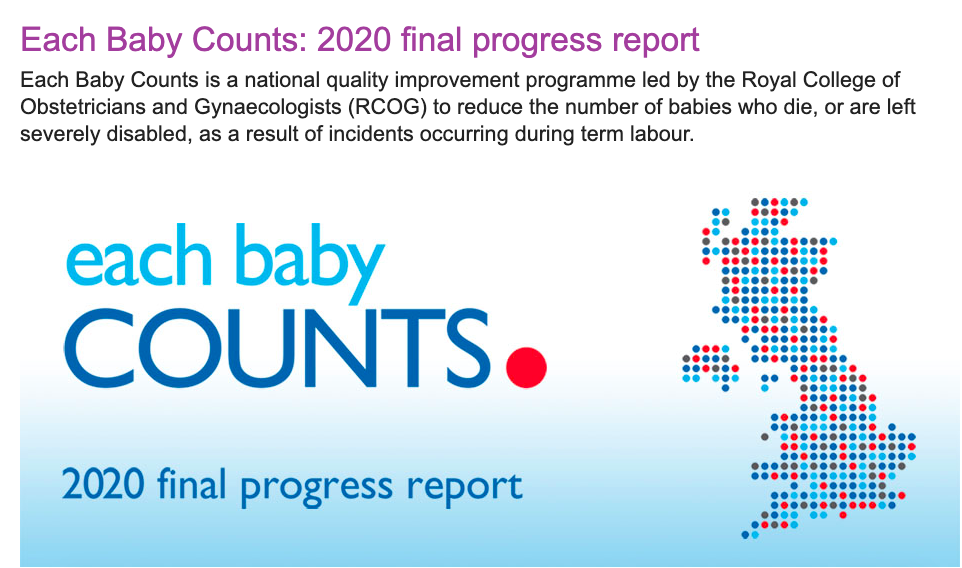 Each Baby Counts: 2020 final progress report
Each Baby Counts is a national quality improvement programme led by the Royal College of
Obstetricians and Gynaecologists (RCOG) to reduce the number of babies who die, or are left
severely disabled, as a result of incidents occurring during term labour.
each baby
COUNTS.
2020 final progress report